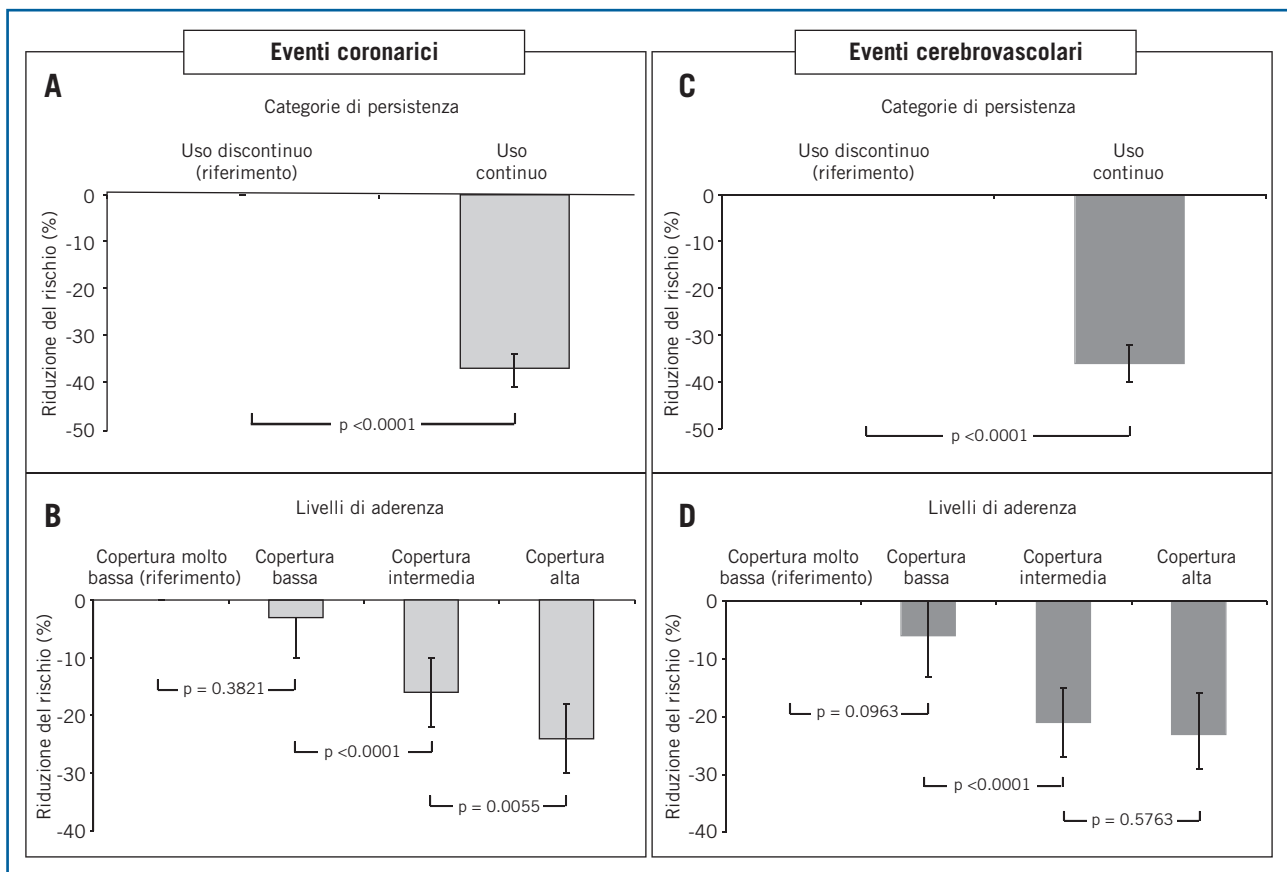 Eventi coronarici
A
Categorie di persistenza
Uso discontinuo
(riferimento)
Uso
continuo
Riduzione del rischio (%)
0
-10
-20
-30
-40
-50
p <0.0001
B
Livelli di aderenza
Copertura molto
bassa (riferimento)
Copertura
bassa
Copertura
intermedia
Copertura
alta
Riduzione del rischio (%)
0
-10
-20
-30
-40
p = 0.3821
p <0.0001
p = 0.0055
Eventi cerebrovascolari
C
Categorie di persistenza
Uso discontinuo
(riferimento)
Uso
continuo
Riduzione del rischio (%)
0
-10
-20
-30
-40
-50
p <0.0001
D
Livelli di aderenza
Copertura molto
bassa (riferimento)
Copertura
bassa
Copertura
intermedia
Copertura
alta
Riduzione del rischio (%)
0
-10
-20
-30
-40
p = 0.0963
p <0.0001
p = 0.5763